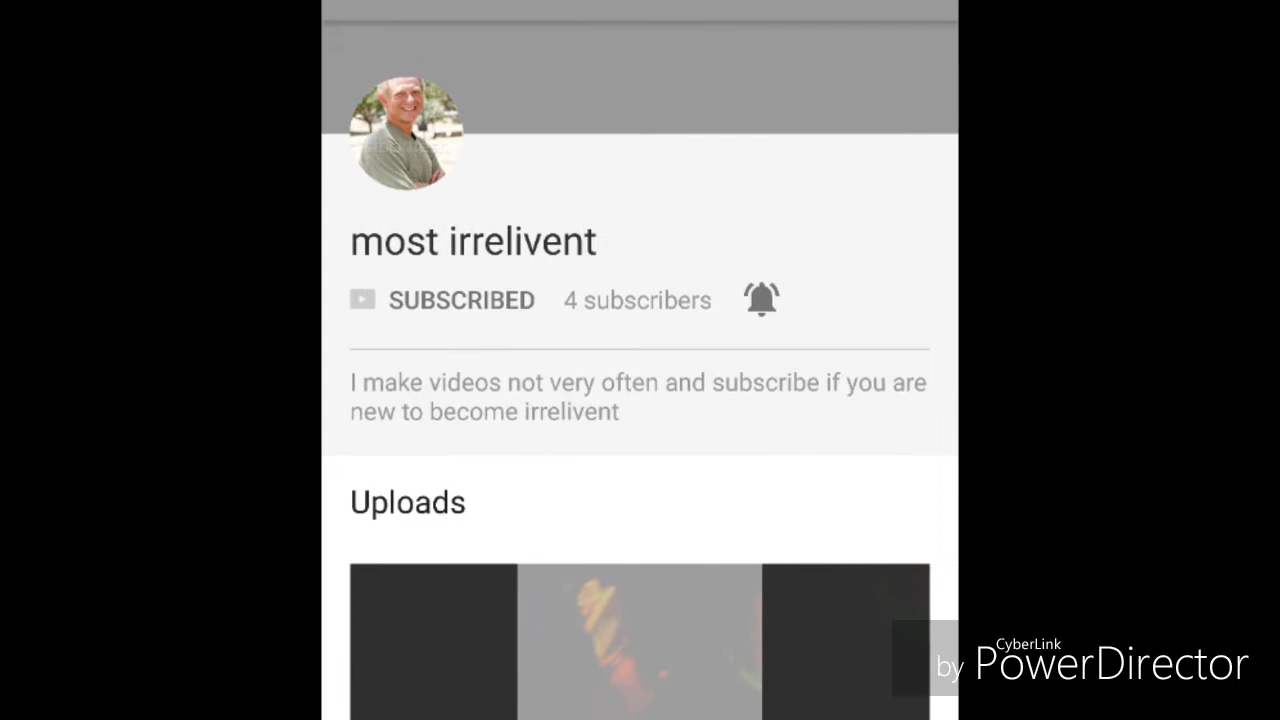 most irrelivent
SUBSCRIBED 4 subscribers
I make videos not very often and subscribe if you are
new to become irrelivent
Uploads
CyberLink
by PowerDirector